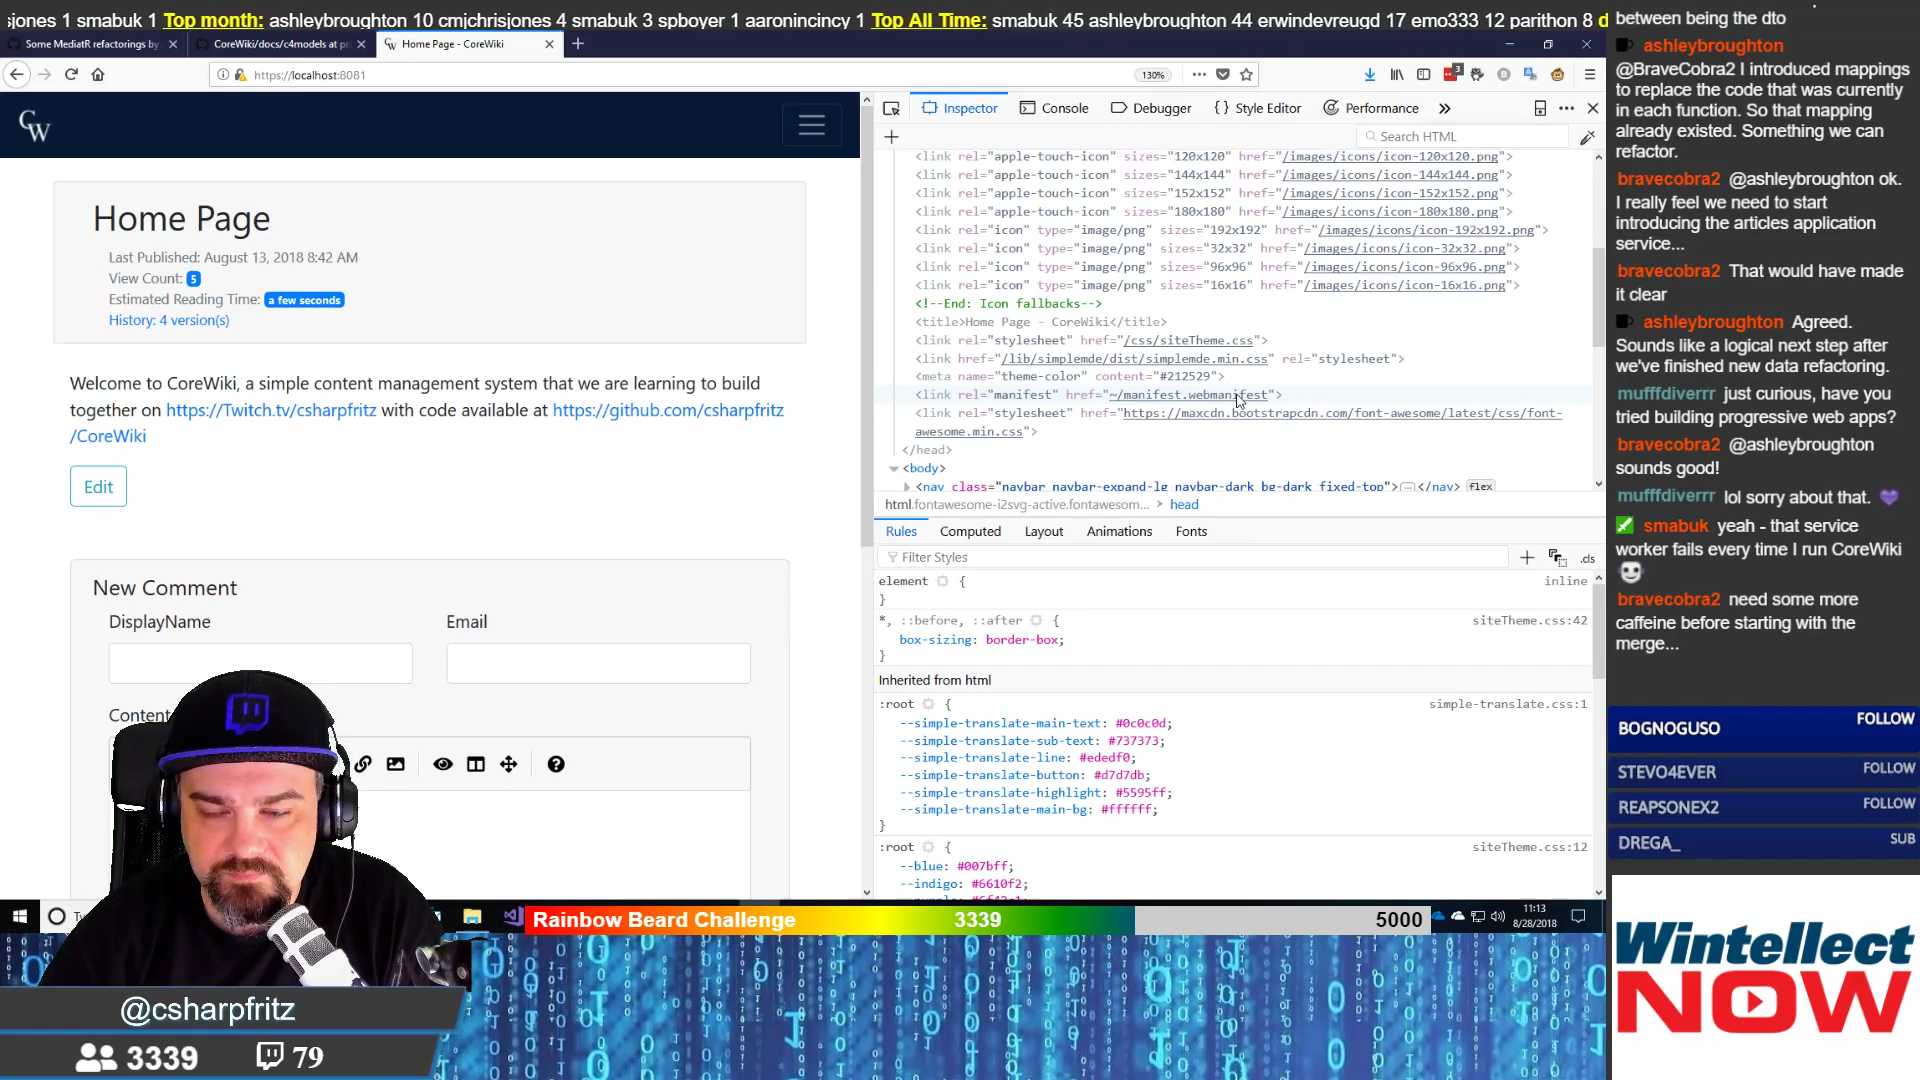 sjones 1 smabuk 1 Top month: ashleybroughton 10 cmjchrisjones 4 smabuk 3 spboyer 1 aaronincincy 1 Top All Time: smabuk 45 ashleybroughton 44 erwindevreugd 17 emo333 12 parithon 8
Some MediatR refactorings by
CoreWiki/docs/c4models at
Home Page - CoreWiki
https://localhost:8081
130%
3
CW
Home Page
Last Published: August 13, 2018 8:42 AM
View Count: 5
Estimated Reading Time: a few seconds
History: 4 version(s)
Welcome to CoreWiki, a simple content management system that we are learning to build
together on https://Twitch.tv/csharpfritz with code available at https://github.com/csharpfritz
/CoreWiki
Edit
New Comment
DisplayName
Email
Content
Inspector
Console
Debugger
{ } Style Editor
Performance
Search HTML
<link rel="apple-touch-icon" sizes="120x120" href="/images/icons/icon-120x120.png">
<link rel="apple-touch-icon" sizes="144x144" href="/images/icons/icon-144x144.png">
<link rel="apple-touch-icon" sizes="152x152" href="/images/icons/icon-152x152.png">
<link rel="apple-touch-icon" sizes="180x180" href="/images/icons/icon-180x180.png">
<link rel="icon" type="image/png" sizes="192x192" href="/images/icons/icon-192x192.png">
<link rel="icon" type="image/png" sizes="32x32" href="/images/icons/icon-32x32.png">
<link rel="icon" type="image/png" sizes="96x96" href="/images/icons/icon-96x96.png">
<link rel="icon" type="image/png" sizes="16x16" href="/images/icons/icon-16x16.png">
<!--End: Icon fallbacks-->
<title>Home Page - CoreWiki</title>
<link rel="stylesheet" href="/css/siteTheme.css">
<link href="/lib/simplemde/dist/simplemde.min.css" rel="stylesheet">
<meta name="theme-color" content="#212529">
<link rel="manifest" href="~/manifest.webmanifest">
<link rel="stylesheet" href="https://maxcdn.bootstrapcdn.com/font-awesome/latest/css/font-
awesome.min.css">
</head>
<body>
<nav class="navbar navbar-expand-lg navbar-dark bg-dark fixed-top"></nav> flex
html.fontawesome-i2svg-active.fontawesom... > head
Rules
Computed
Layout
Animations
Fonts
Filter Styles
.cls
element {
inline
}
*, ::before, ::after {
siteTheme.css:42
box-sizing: border-box;
}
Inherited from html
:root {
simple-translate.css:1
--simple-translate-main-text: #0c0c0d;
--simple-translate-sub-text: #737373;
--simple-translate-line: #ededf0;
--simple-translate-button: #d7d7db;
--simple-translate-highlight: #5595ff;
--simple-translate-main-bg: #ffffff;
}
:root {
siteTheme.css:12
--blue: #007bff;
--indigo: #6610f2;
between being the dto
ashleybroughton
@BraveCobra2 I introduced mappings
to replace the code that was currently
in each function. So that mapping
already existed. Something we can
refactor.
bravecobra2 @ashleybroughton ok.
I really feel we need to start
introducing the articles application
service...
bravecobra2 That would have made
it clear
ashleybroughton Agreed.
Sounds like a logical next step after
we've finished new data refactoring.
mufffdiverrr just curious, have you
tried building progressive web apps?
bravecobra2 @ashleybroughton
sounds good!
mufffdiverrr lol sorry about that.
smabuk yeah - that service
worker fails every time I run CoreWiki
bravecobra2 need some more
caffeine before starting with the
merge...
BOGNOGUSO FOLLOW
STEVO4EVER FOLLOW
REAPSONEX2 FOLLOW
DREGA_ SUB
Rainbow Beard Challenge 3339 5000
11:13
8/28/2018
@csharpfritz
3339 79
Wintellect
NOW